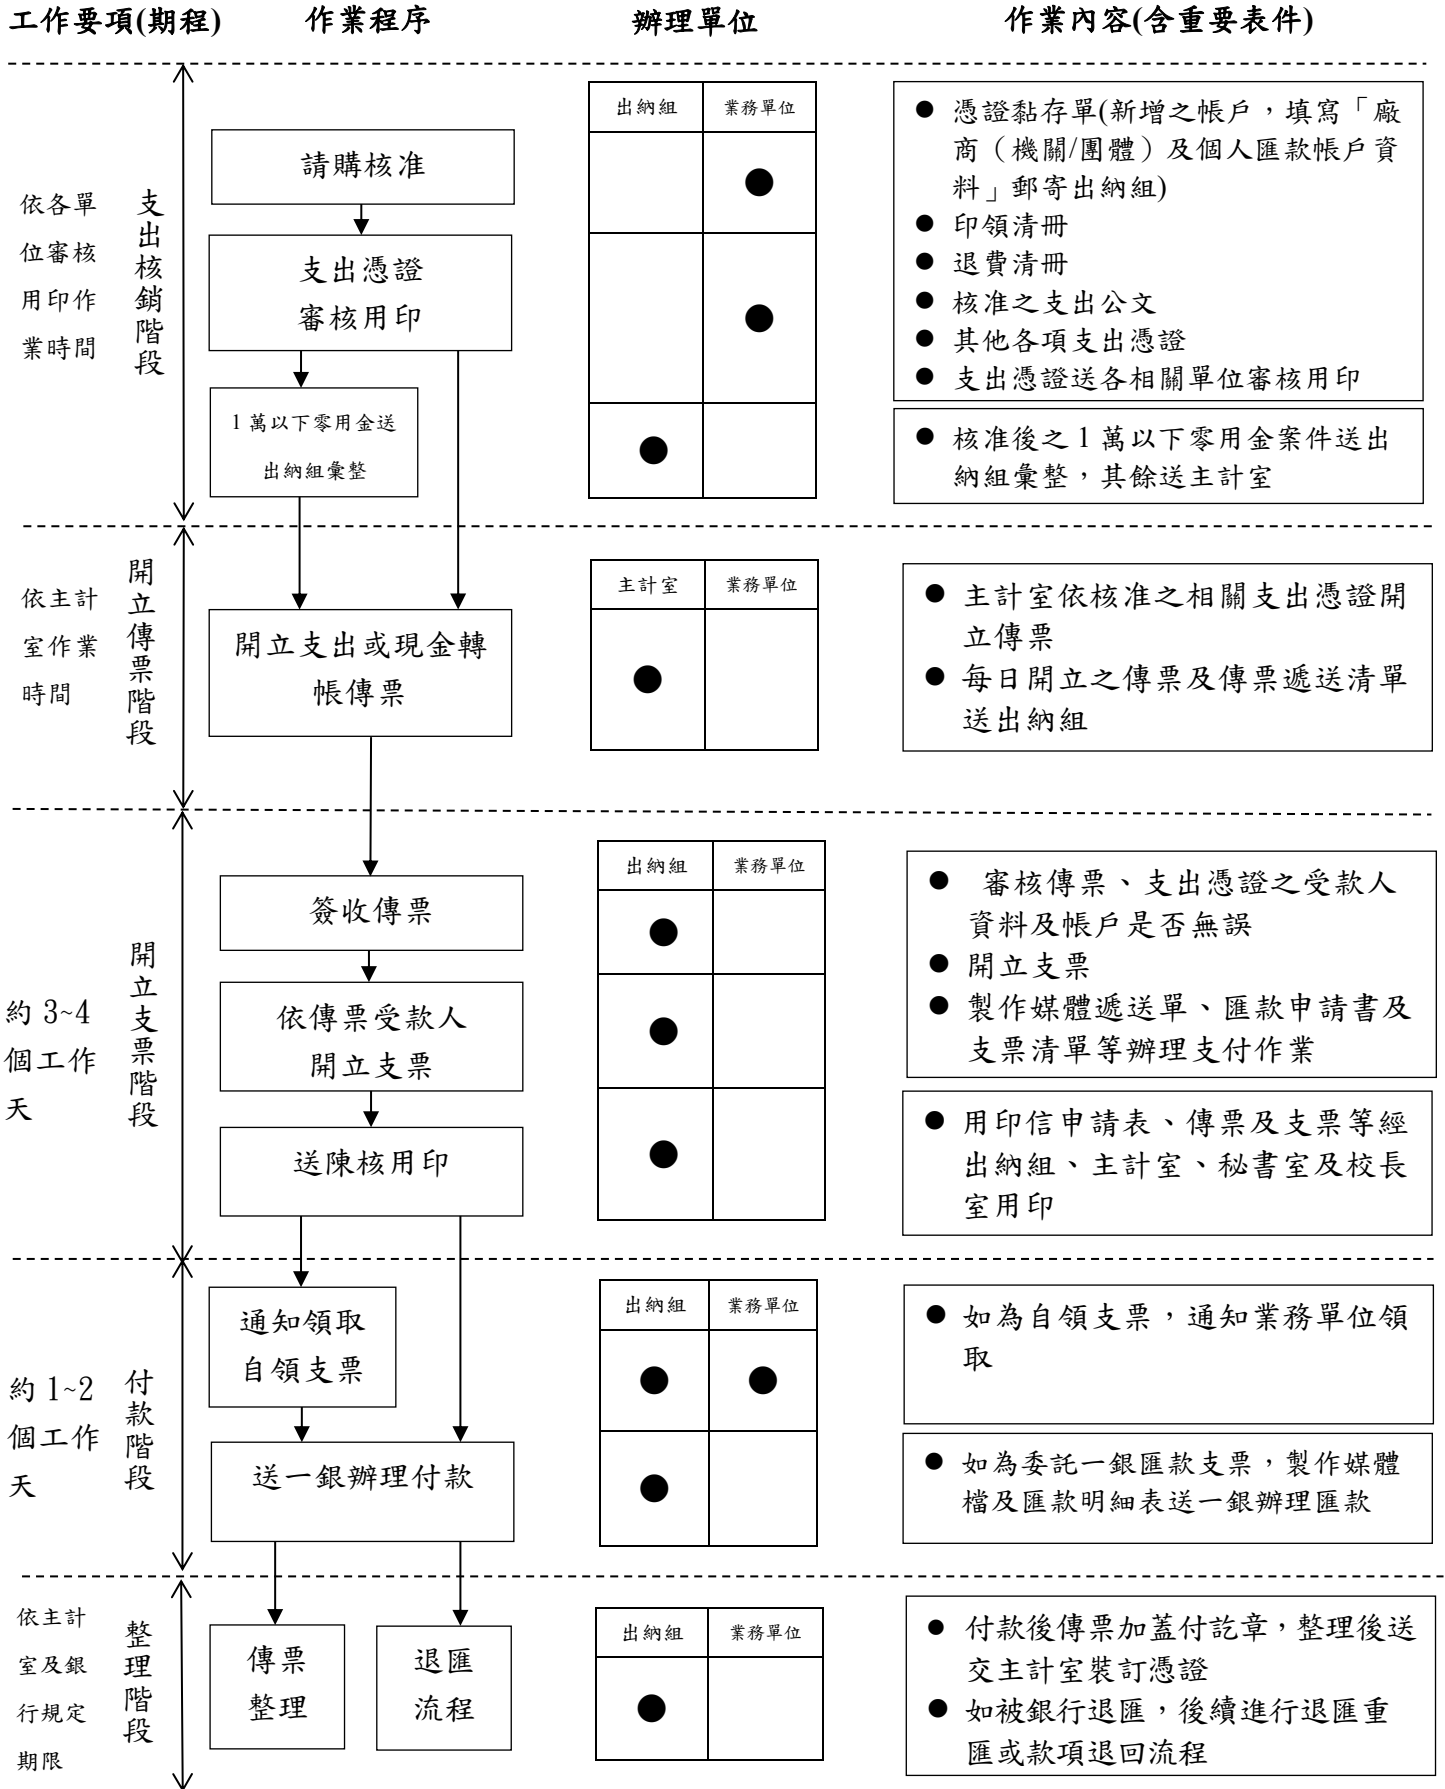 工作要項(期程)
作業程序
辦理單位
作業內容(含重要表件)
依各單
位審核
用印作
業時間
支出核銷階段
請購核准
支出憑證
審核用印
1 萬以下零用金送
出納組彙整
出納組
業務單位
● 憑證黏存單(新增之帳戶，填寫「廠
商（機關/團體）及個人匯款帳戶資
料」郵寄出納組)
● 印領清冊
● 退費清冊
● 核准之支出公文
● 其他各項支出憑證
● 支出憑證送各相關單位審核用印
● 核准後之 1 萬以下零用金案件送出
納組彙整，其餘送主計室
依主計
室作業
時間
開立傳票階段
開立支出或現金轉
帳傳票
主計室
業務單位
● 主計室依核准之相關支出憑證開
立傳票
● 每日開立之傳票及傳票遞送清單
送出納組
約 3~4
個工作
天
開立支票階段
簽收傳票
依傳票受款人
開立支票
送陳核用印
出納組
業務單位
● 審核傳票、支出憑證之受款人
資料及帳戶是否無誤
● 開立支票
● 製作媒體遞送單、匯款申請書及
支票清單等辦理支付作業
● 用印信申請表、傳票及支票等經
出納組、主計室、秘書室及校長
室用印
約 1~2
個工作
天
付款階段
通知領取
自領支票
送一銀辦理付款
出納組
業務單位
● 如為自領支票，通知業務單位領
取
● 如為委託一銀匯款支票，製作媒體
檔及匯款明細表送一銀辦理匯款
依主計
室及銀
行規定
期限
整理階段
傳票
整理
退匯
流程
出納組
業務單位
● 付款後傳票加蓋付訖章，整理後送
交主計室裝訂憑證
● 如被銀行退匯，後續進行退匯重
匯或款項退回流程